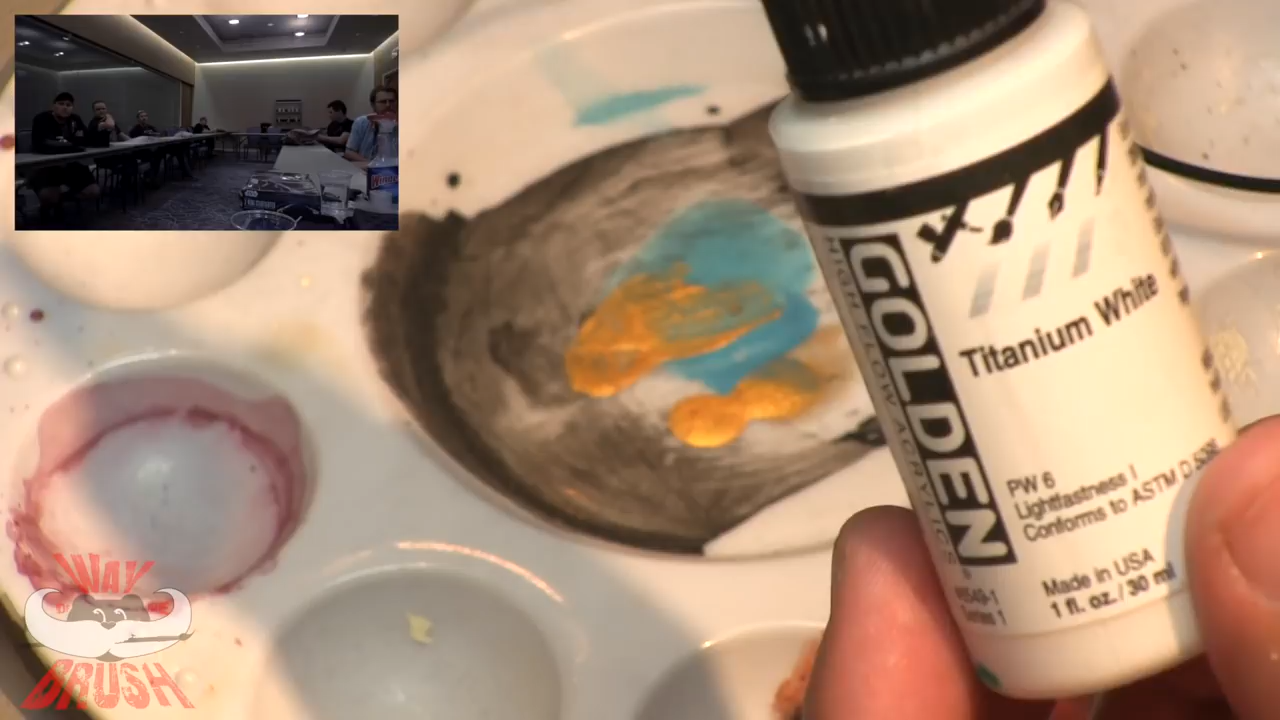 GOLDEN
HIGH FLOW ACRYLICS
Titanium White
PW 6
Lightfastness I
Conforms to ASTM D
Series 1
Made in USA
1 fl. oz. / 30 ml
WAY
BRUSH